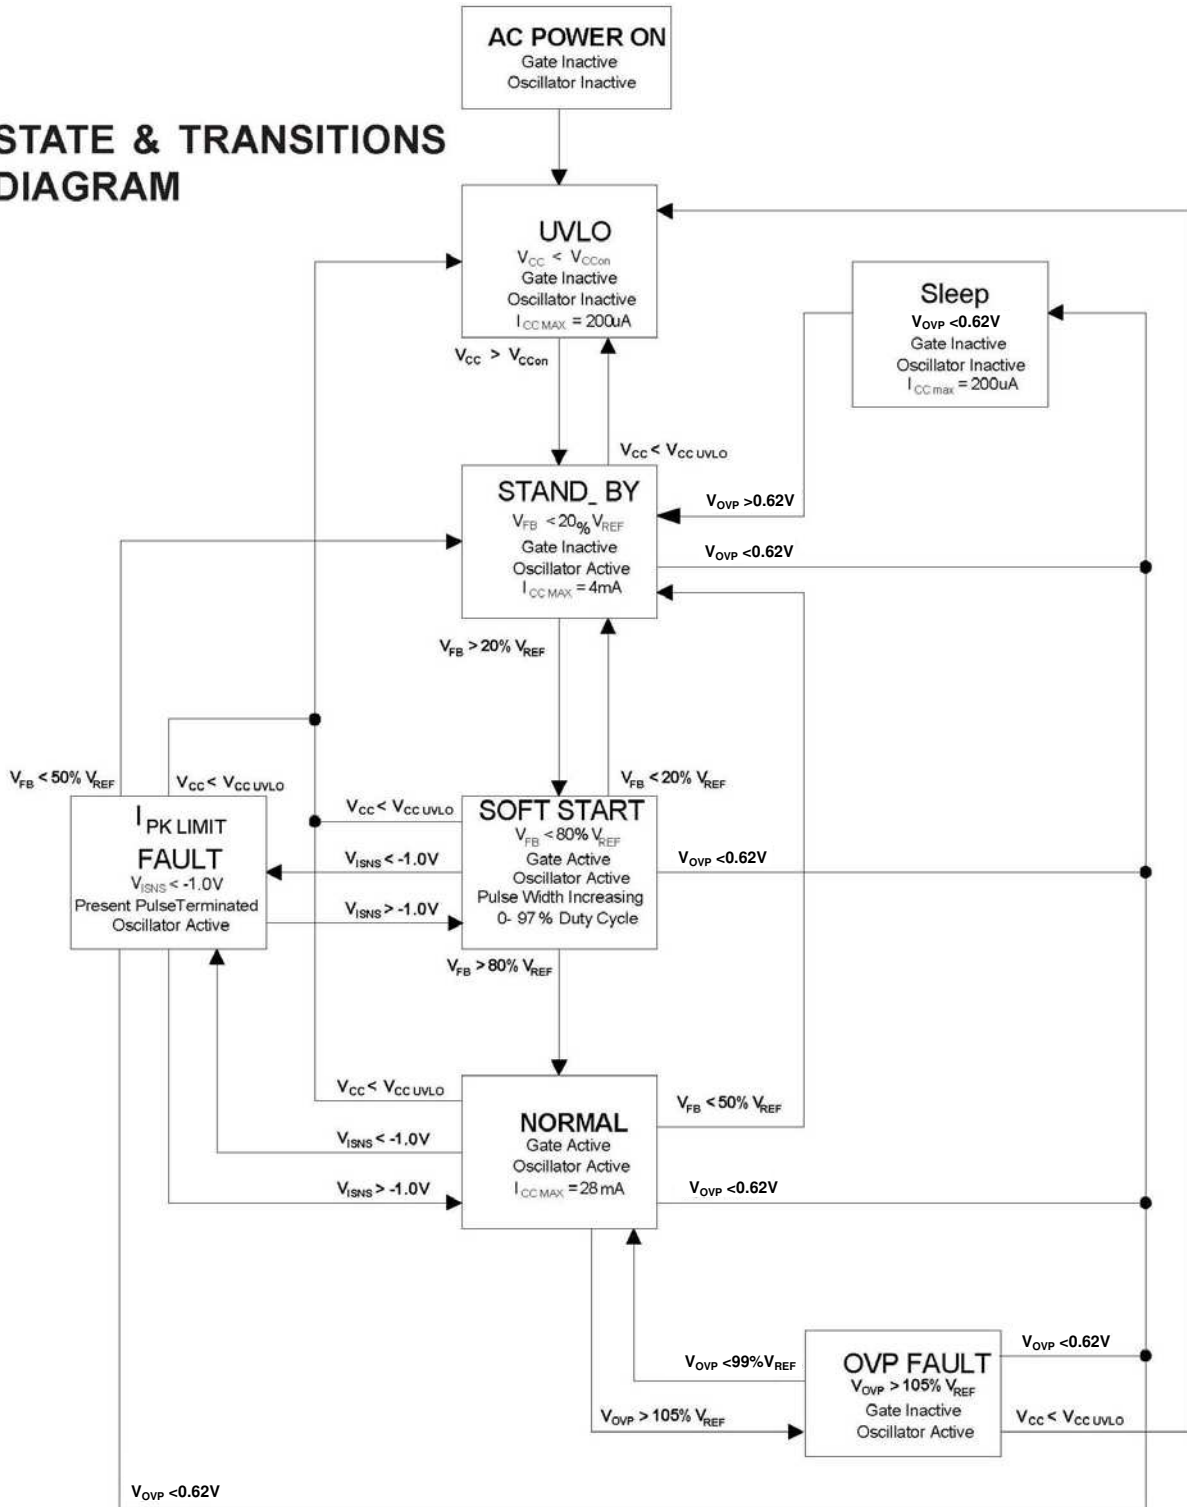 AC POWER ON
Gate Inactive
Oscillator Inactive
STATE & TRANSITIONS
DIAGRAM
UVLO
VCC < VCCon
Gate Inactive
Oscillator Inactive
ICC MAX = 200uA
Sleep
VOVP <0.62V
Gate Inactive
Oscillator Inactive
ICC max = 200uA
VCC > VCCon
VCC < VCC UVLO
STAND_ BY
VFB < 20% VREF
Gate Inactive
Oscillator Active
ICC MAX = 4mA
VOVP >0.62V
VOVP <0.62V
VFB > 20% VREF
VFB < 50% VREF
VCC < VCC UVLO
VFB < 20% VREF
IPK LIMIT
FAULT
VISNS < -1.0V
Present PulseTerminated
Oscillator Active
VCC < VCC UVLO
VISNS < -1.0V
VISNS > -1.0V
SOFT START
VFB < 80% VREF
Gate Active
Oscillator Active
Pulse Width Increasing
0- 97 % Duty Cycle
VOVP <0.62V
VFB > 80% VREF
VCC < VCC UVLO
VISNS < -1.0V
VISNS > -1.0V
NORMAL
Gate Active
Oscillator Active
ICC MAX = 28 mA
VFB < 50% VREF
VOVP <0.62V
VOVP <99%VREF
VOVP > 105% VREF
OVP FAULT
VOVP > 105% VREF
Gate Inactive
Oscillator Active
VOVP <0.62V
VCC < VCC UVLO
VOVP <0.62V